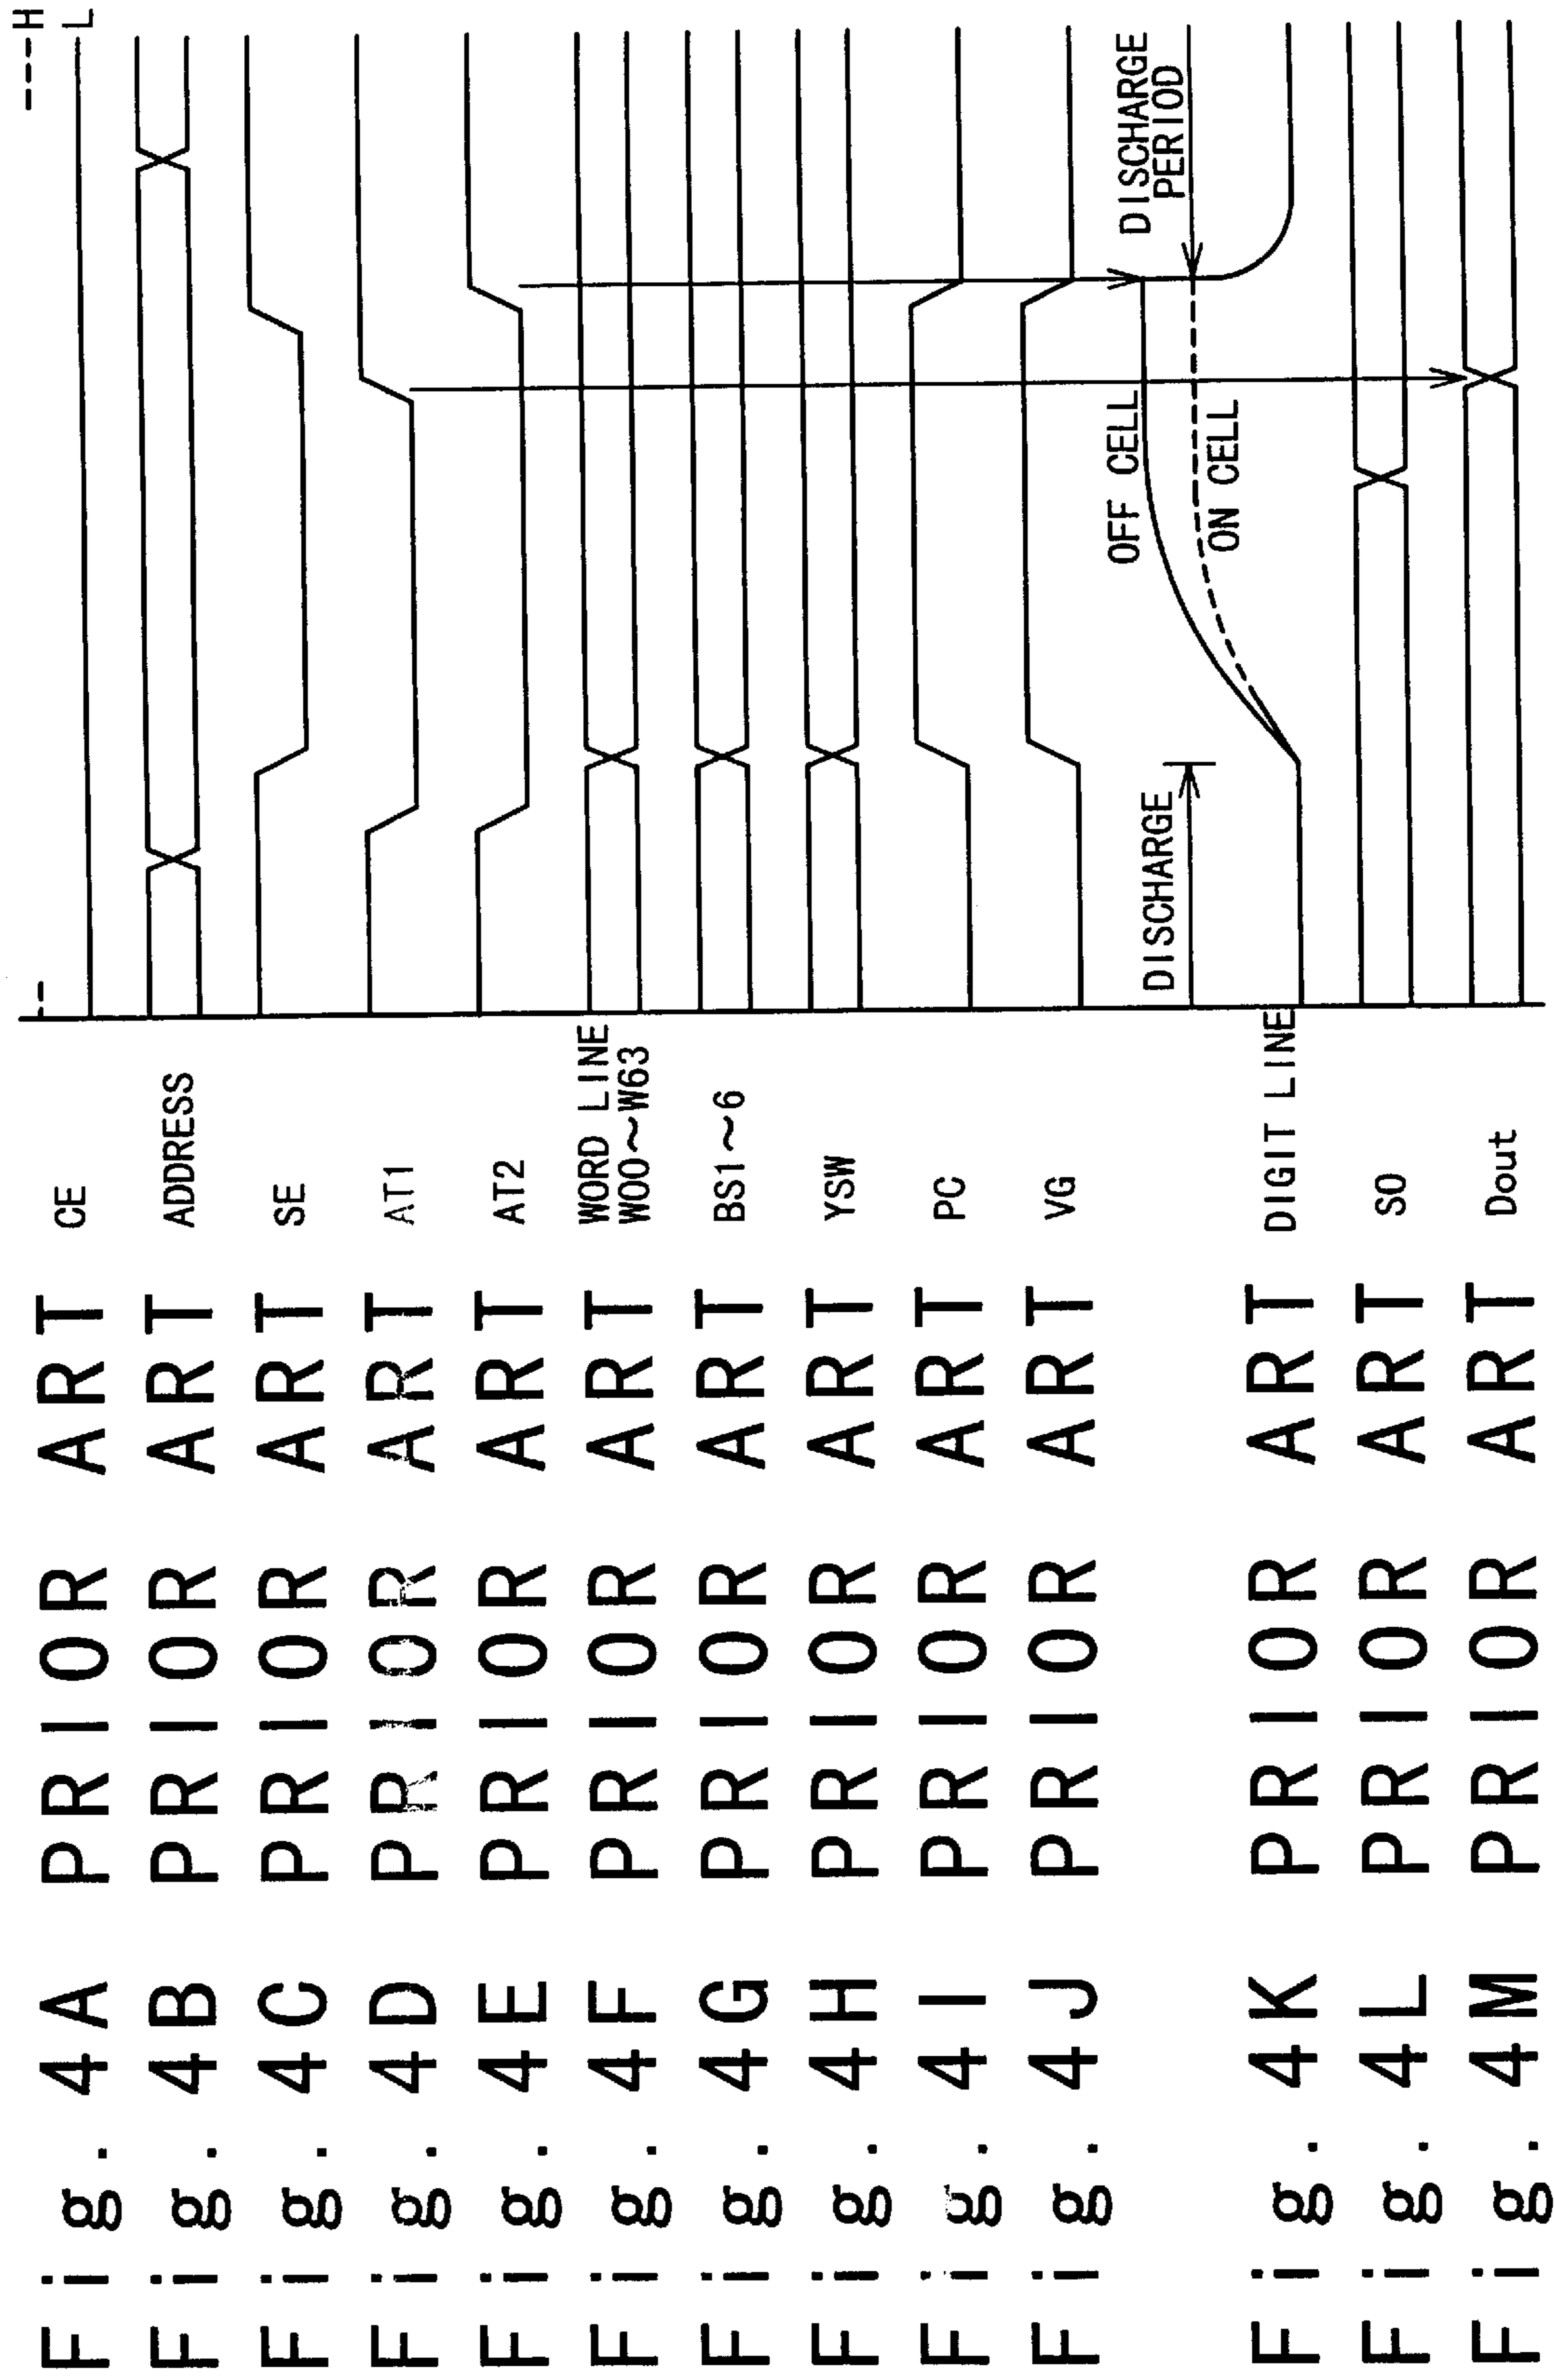 Fig. 4A PRIOR ART CE
H
L
Fig. 4B PRIOR ART ADDRESS
Fig. 4C PRIOR ART SE
Fig. 4D PRIOR ART AT1
Fig. 4E PRIOR ART AT2
Fig. 4F PRIOR ART WORD LINE
W00~W63
Fig. 4G PRIOR ART BS1~6
Fig. 4H PRIOR ART YSW
Fig. 4I PRIOR ART PC
Fig. 4J PRIOR ART VG
DISCHARGE
OFF CELL
ON CELL
DISCHARGE
PERIOD
Fig. 4K PRIOR ART DIGIT LINE
Fig. 4L PRIOR ART SO
Fig. 4M PRIOR ART Dout